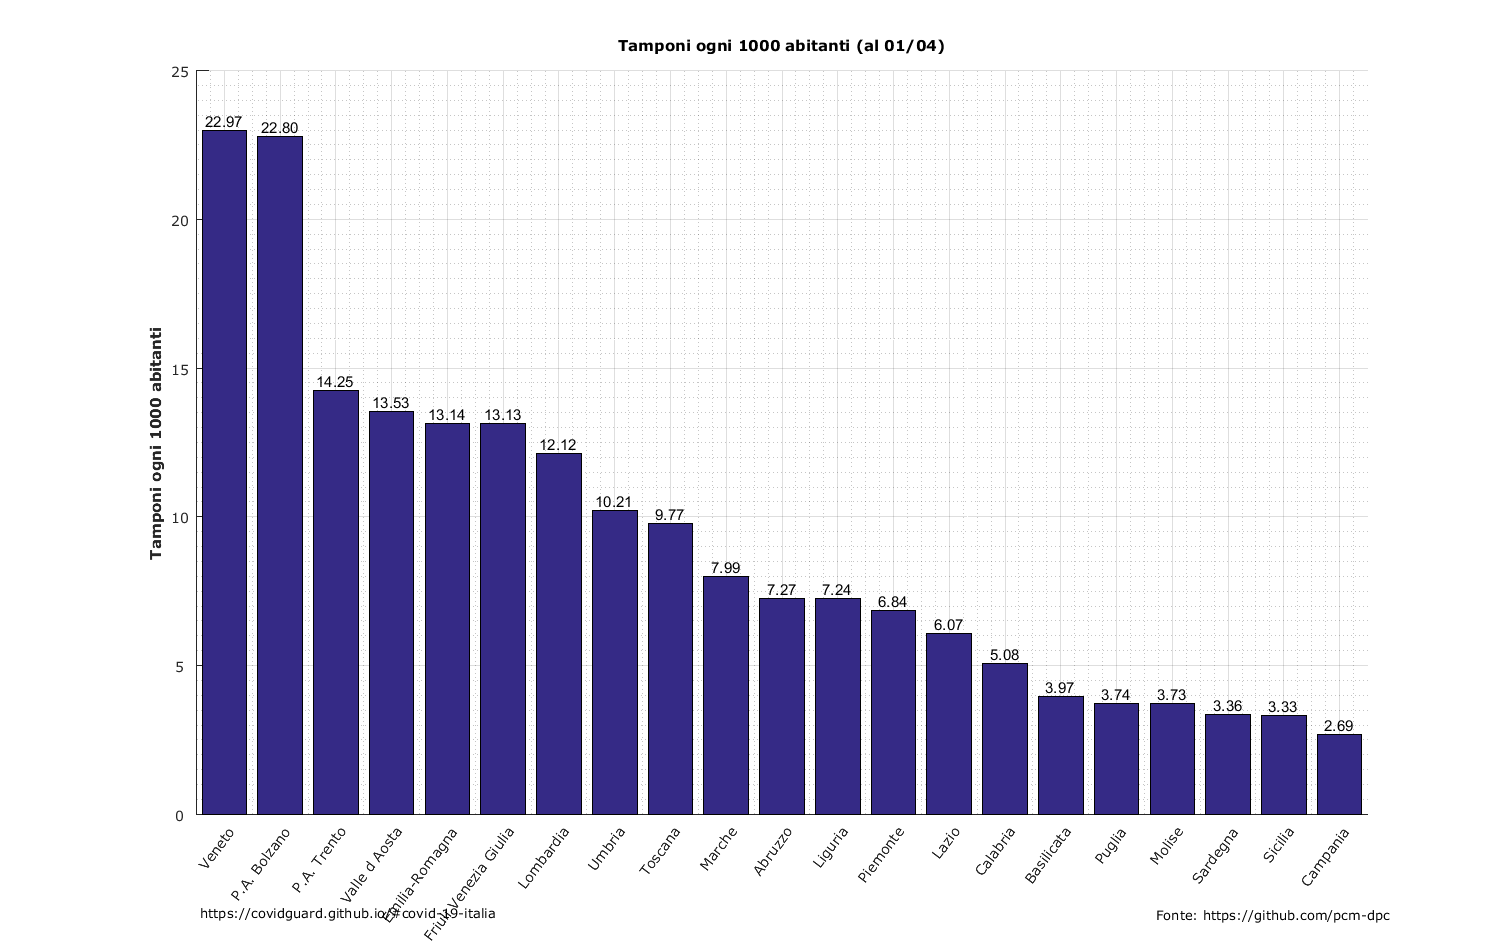 Tamponi ogni 1000 abitanti (al 01/04)
Tamponi ogni 1000 abitanti
25
20
15
10
5
0
22.97
22.80
14.25
13.53
13.14
13.13
12.12
10.21
9.77
7.99
7.27
7.24
6.84
6.07
5.08
3.97
3.74
3.73
3.36
3.33
2.69
Veneto
P.A. Bolzano
P.A. Trento
Valle d Aosta
Emilia-Romagna
Friuli Venezia Giulia
Lombardia
Umbria
Toscana
Marche
Abruzzo
Liguria
Piemonte
Lazio
Calabria
Basilicata
Puglia
Molise
Sardegna
Sicilia
Campania
https://covidguard.github.io/#covid-19-italia
Fonte: https://github.com/pcm-dpc